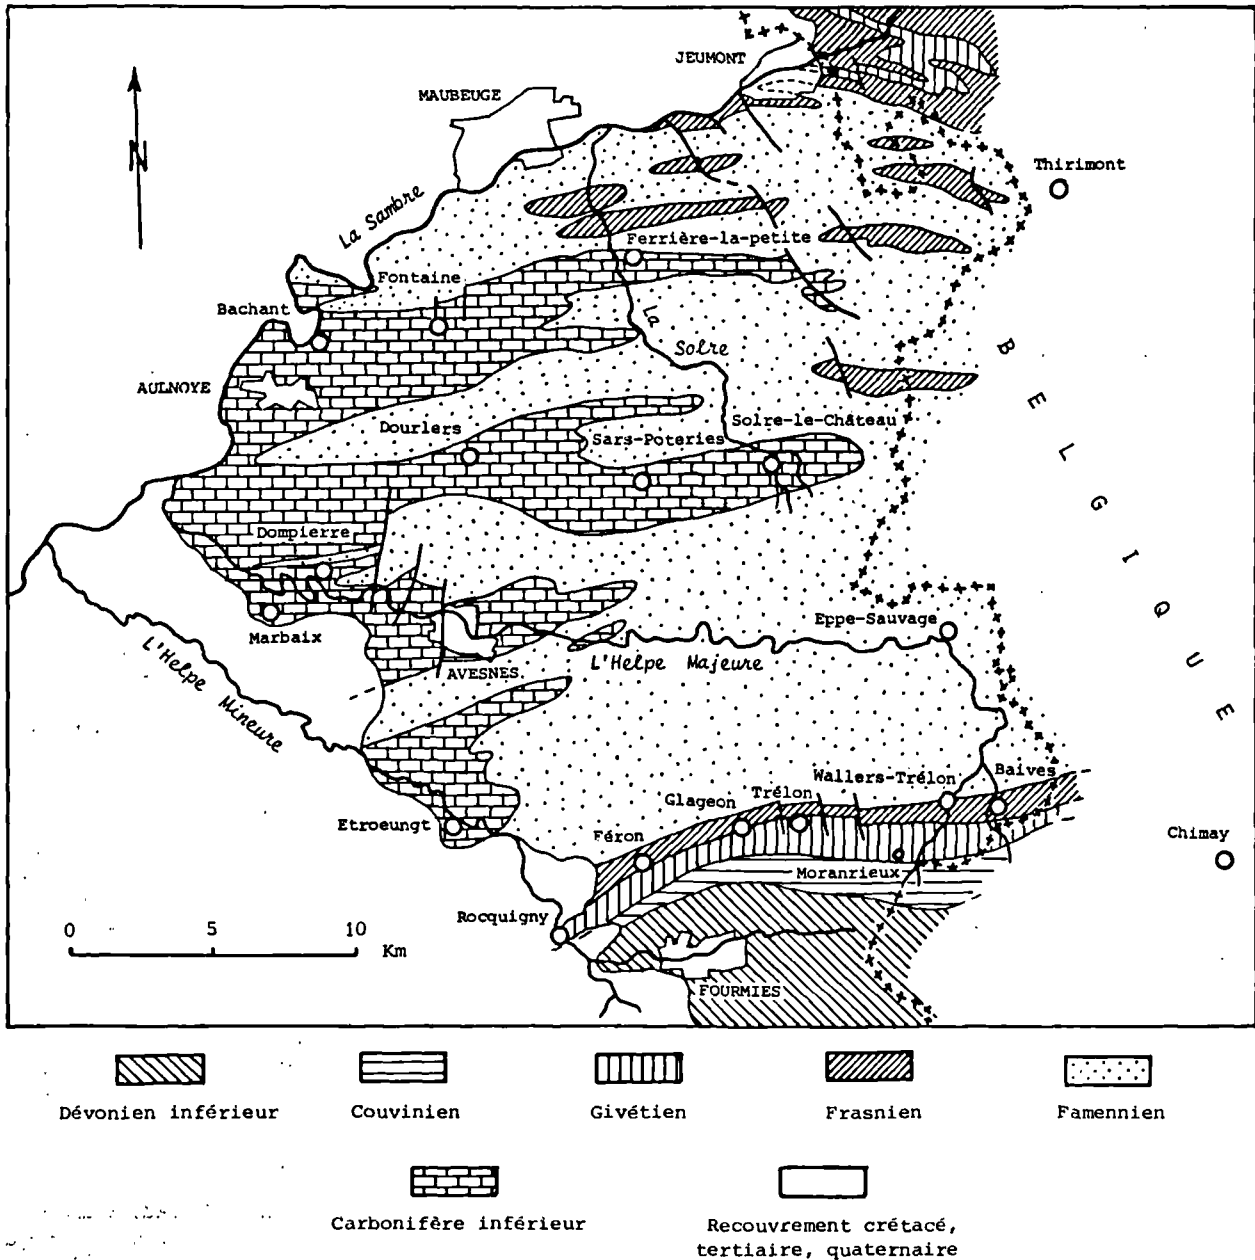 JEUMONT
MAUBEUGE
N
Thirimont
La Sambre
Ferrière-la-petite
Fontaine
Bachant
La Solre
BELGIQUE
AULNOYE
Dourlers
Solre-le-Château
Sars-Poteries
Dompierre
Marbaix
Eppe-Sauvage
L'Helpe Majeure
AVESNES.
L'Helpe Mineure
Wallers-Trélon
Baives
Trélon
Glageon
Etroeungt
Féron
Chimay
Moranrieux
Rocquigny
0 5 10
Km
FOURMIES
Dévonien inférieur
Couvinien
Givétien
Frasnien
Famennien
Carbonifère inférieur
Recouvrement crétacé,
tertiaire, quaternaire